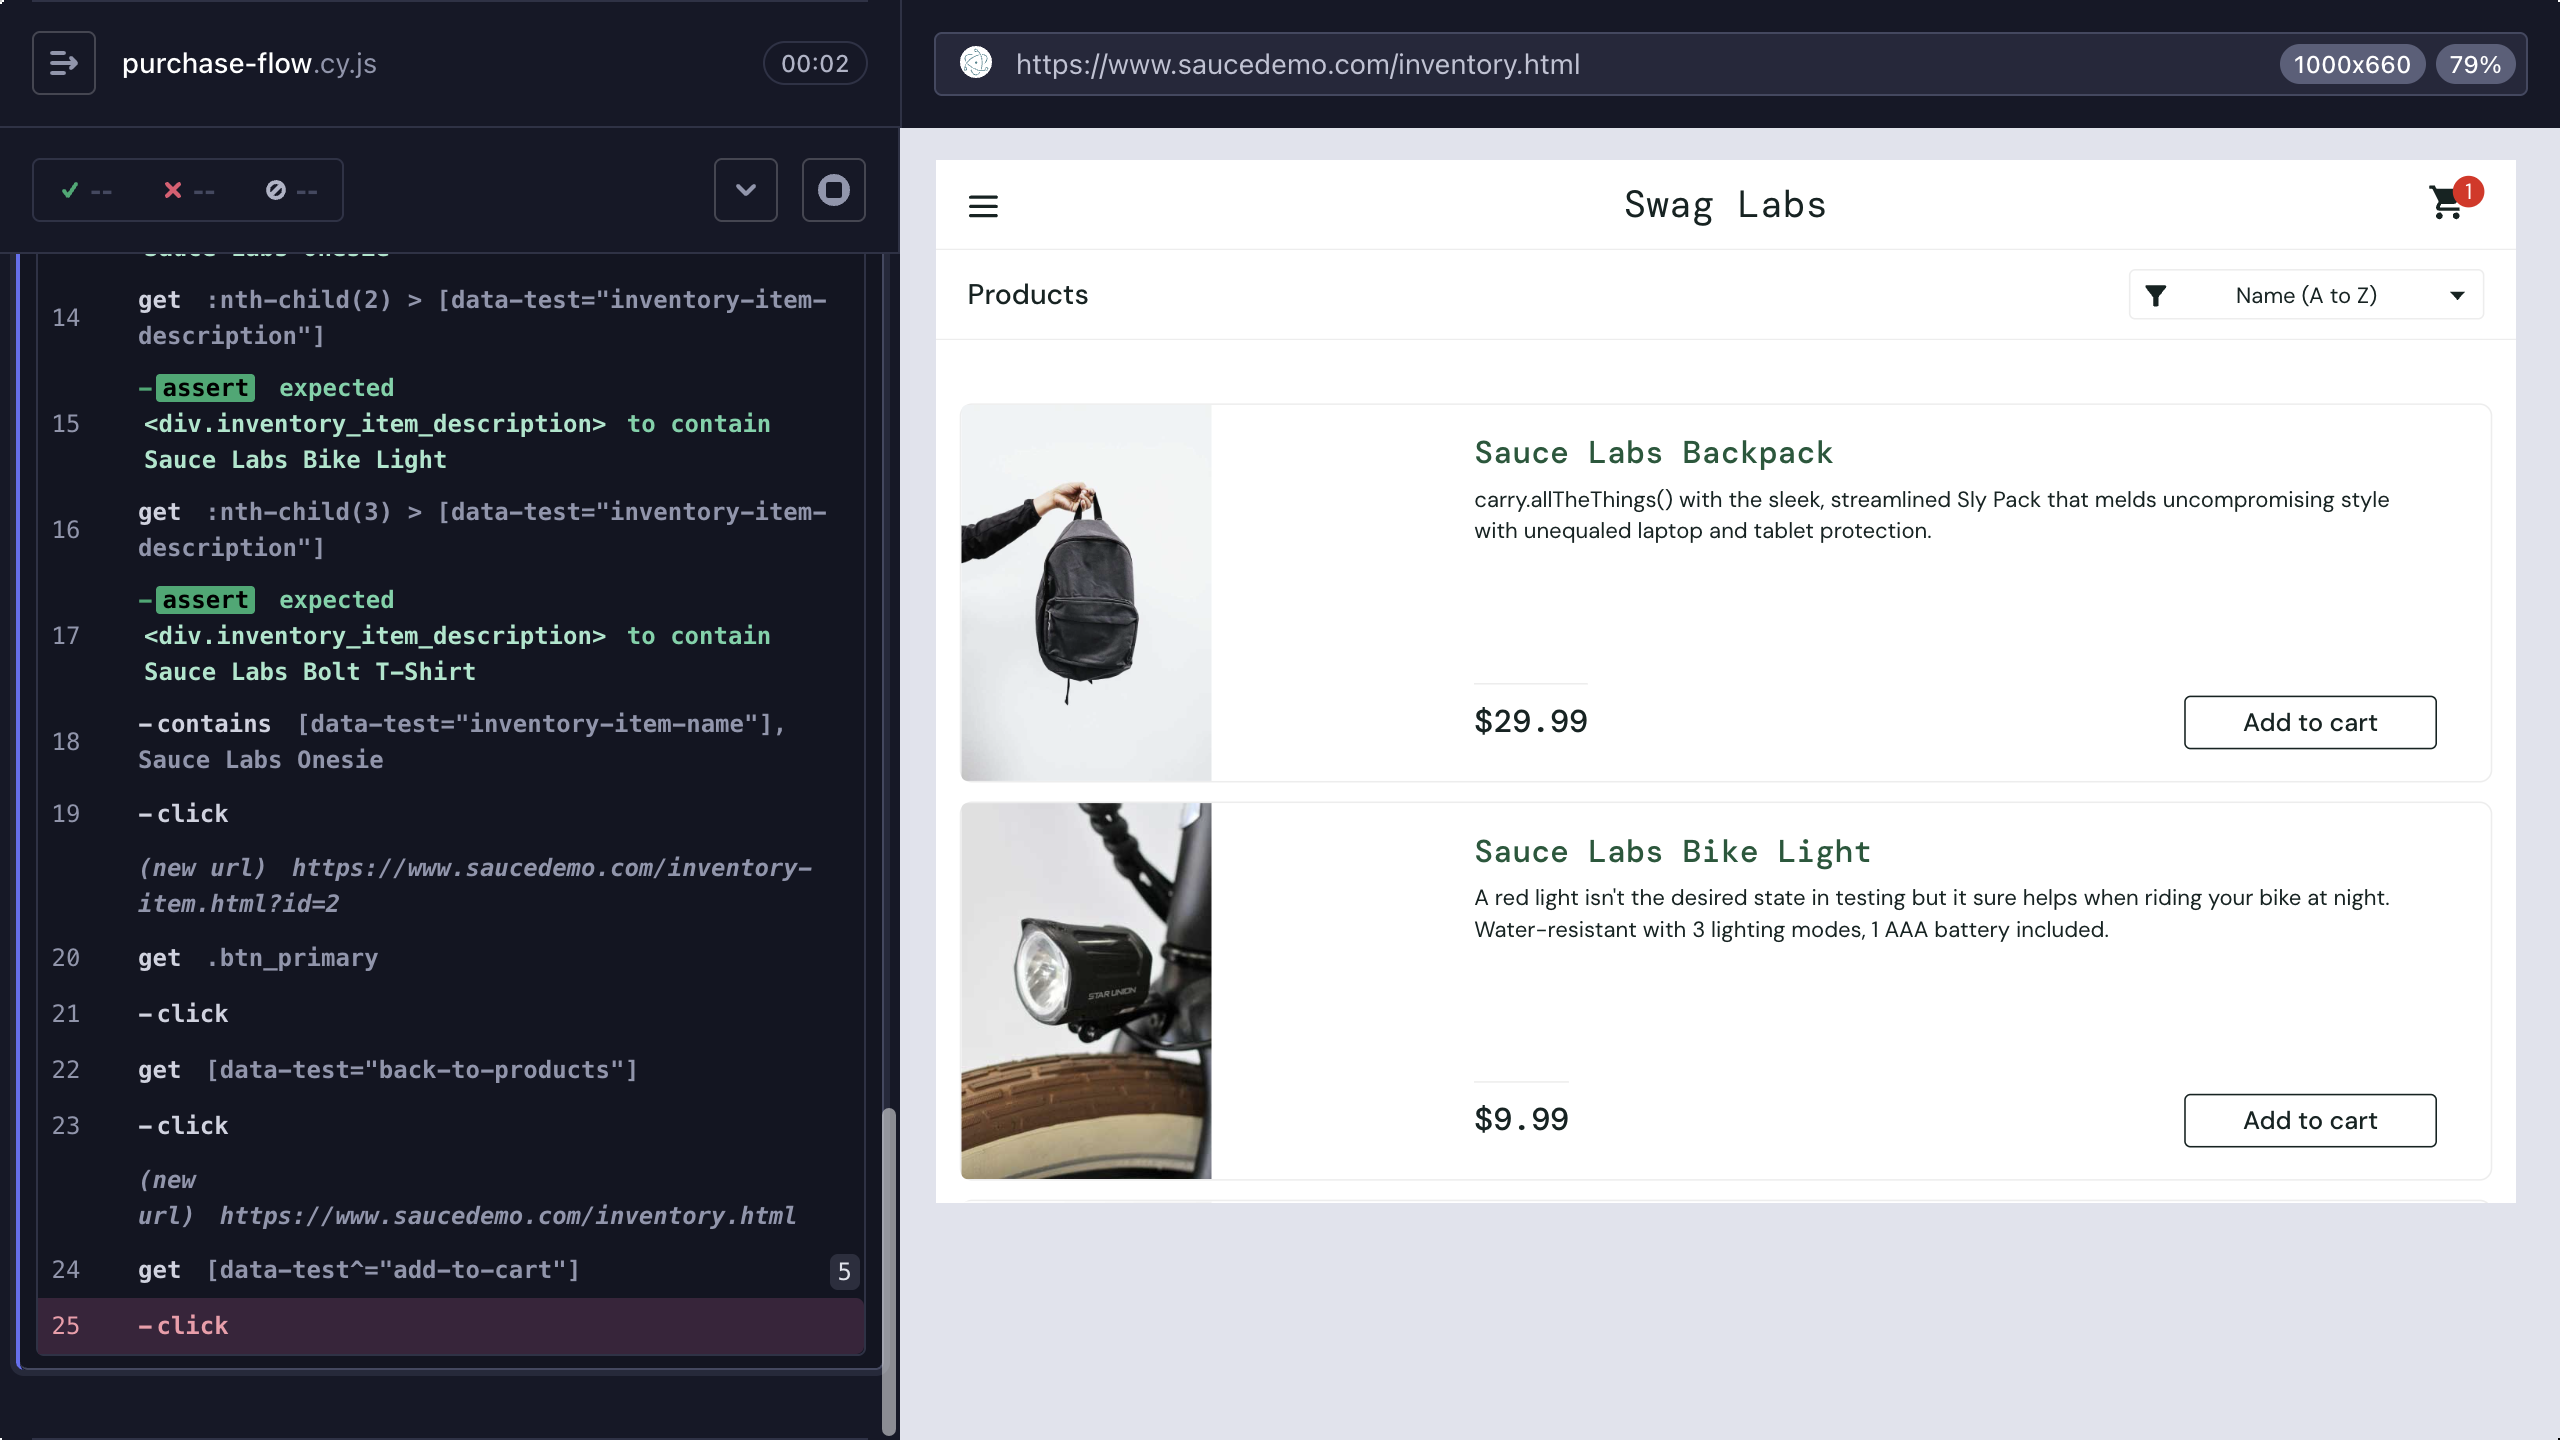 purchase-flow.cy.js
00:02
--
--
--
Sauce Labs Onesie
14
get :nth-child(2) > [data-test="inventory-item-
description"]
15
-assert expected
<div.inventory_item_description> to contain
Sauce Labs Bike Light
16
get :nth-child(3) > [data-test="inventory-item-
description"]
17
-assert expected
<div.inventory_item_description> to contain
Sauce Labs Bolt T-Shirt
18
-contains [data-test="inventory-item-name"],
Sauce Labs Onesie
19
-click
(new url) https://www.saucedemo.com/inventory-
item.html?id=2
20
get .btn_primary
21
-click
22
get [data-test="back-to-products"]
23
-click
(new
url) https://www.saucedemo.com/inventory.html
24
get [data-test^="add-to-cart"]
5
25
-click
https://www.saucedemo.com/inventory.html
1000x660
79%
Swag Labs
1
Products
Name (A to Z)
Sauce Labs Backpack
carry.allTheThings() with the sleek, streamlined Sly Pack that melds uncompromising style
with unequaled laptop and tablet protection.
$29.99
Add to cart
STAR UNION
Sauce Labs Bike Light
A red light isn't the desired state in testing but it sure helps when riding your bike at night.
Water-resistant with 3 lighting modes, 1 AAA battery included.
$9.99
Add to cart